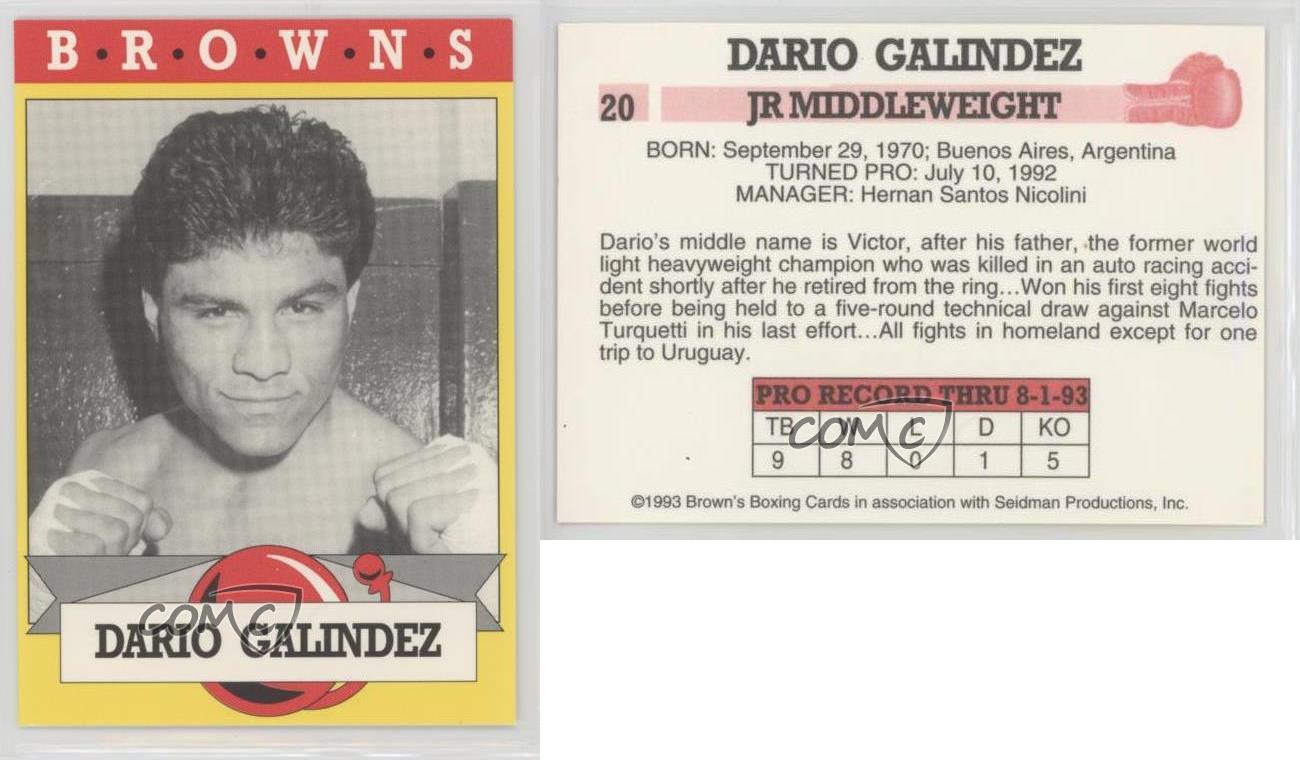 B•R•O•W•N•S
COMC
DARIO GALINDEZ
DARIO GALINDEZ
20 JR MIDDLEWEIGHT
BORN: September 29, 1970; Buenos Aires, Argentina
TURNED PRO: July 10, 1992
MANAGER: Hernan Santos Nicolini
Dario's middle name is Victor, after his father, the former world
light heavyweight champion who was killed in an auto racing acci-
dent shortly after he retired from the ring...Won his first eight fights
before being held to a five-round technical draw against Marcelo
Turquetti in his last effort...All fights in homeland except for one
trip to Uruguay.
PRO RECORD THRU 8-1-93
TB W L D KO
COMC
9 8 0 1 5
©1993 Brown's Boxing Cards in association with Seidman Productions, Inc.